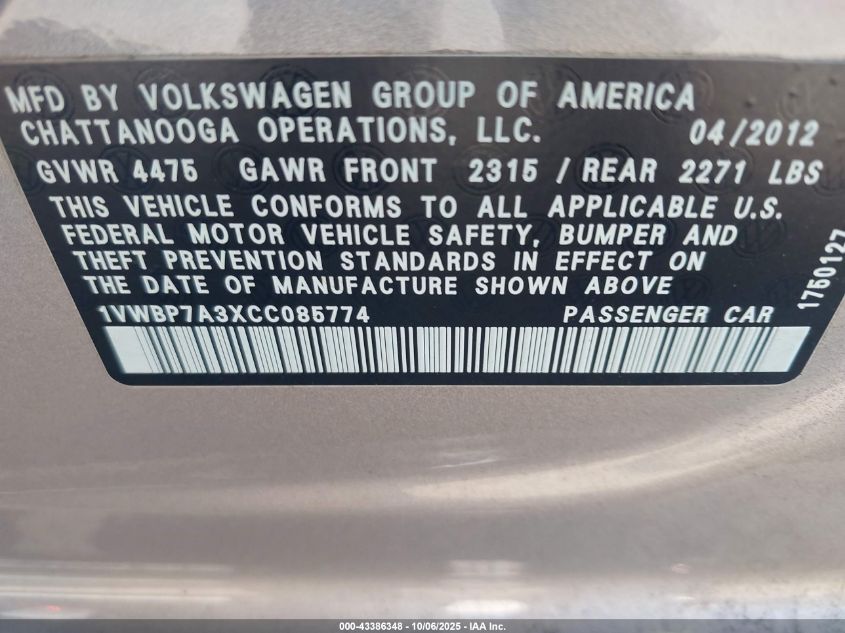 MFD BY VOLKSWAGEN GROUP OF AMERICA
CHATTANOOGA OPERATIONS, LLC. 04/2012
GVWR 4475 GAWR FRONT 2315 / REAR 2271 LBS
THIS VEHICLE CONFORMS TO ALL APPLICABLE U.S.
FEDERAL MOTOR VEHICLE SAFETY, BUMPER AND
THEFT PREVENTION STANDARDS IN EFFECT ON
THE DATE OF MANUFACTURE SHOWN ABOVE
1VWBP7A3XCC085774 PASSENGER CAR
1760127
000-43386348 - 10/06/2025 - IAA Inc.